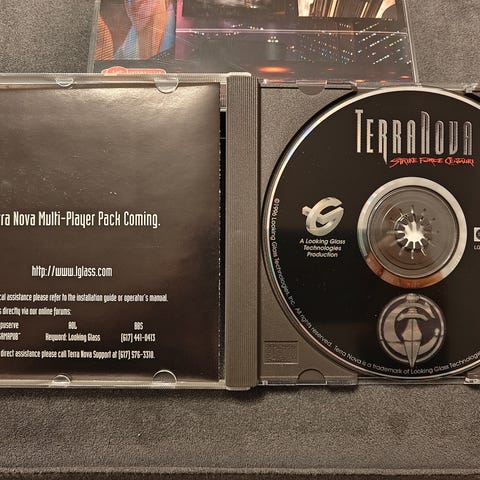 rra Nova Multi-Player Pack Coming.
http://www.lglass.com
cal assistance please refer to the installation guide or operator's manual.
s directly via our online forums:
puserve AOL BBS
GAMAPUB" Keyword: Looking Glass (617) 441-0413
direct assistance please call Terra Nova Support at (617) 576-3310.
TERRANOVA
STRIKE FORCE CENTAURI
A Looking Glass
Technologies
Production
©1996 Looking Glass Technologies, Inc. All rights reserved. Terra Nova is a trademark of Looking Glass Technologies